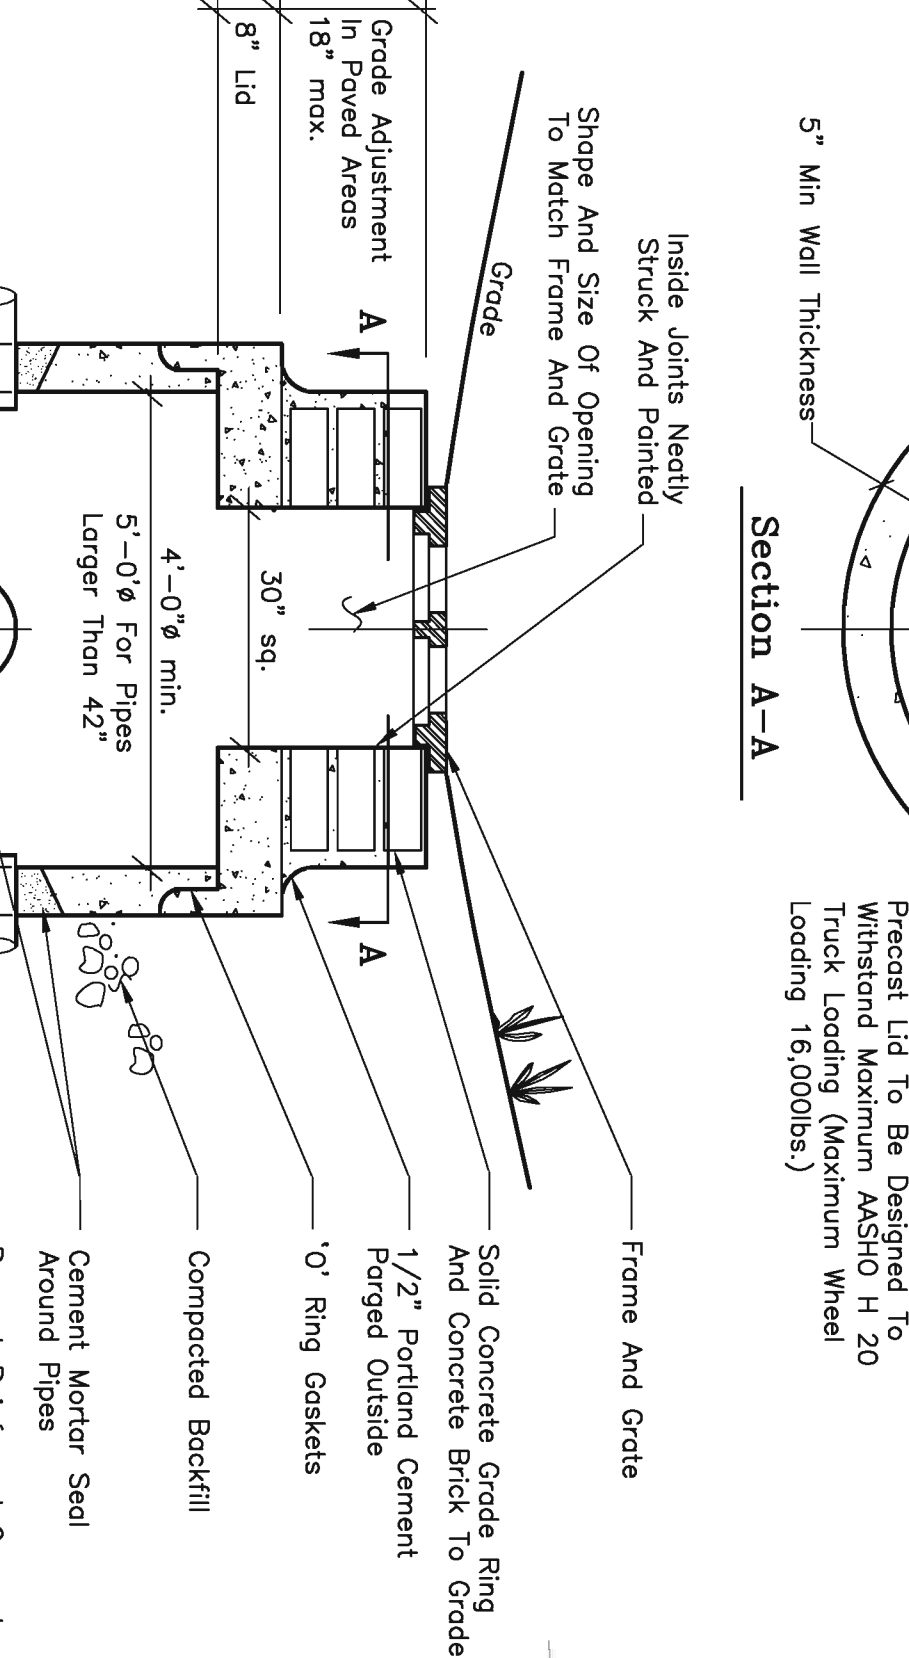 5" Min Wall Thickness
Section A-A
Precast Lid To Be Designed To
Withstand Maximum AASHO H 20
Truck Loading (Maximum Wheel
Loading 16,000lbs.)
Inside Joints Neatly
Struck And Painted
Shape And Size Of Opening
To Match Frame And Grate
Grade
Grade Adjustment
In Paved Areas
18" max.
8" Lid
A
A
30" sq.
4'-0"ø min.
5'-0'ø For Pipes
Larger Than 42"
Frame And Grate
Solid Concrete Grade Ring
And Concrete Brick To Grade
1/2" Portland Cement
Parged Outside
'O' Ring Gaskets
Compacted Backfill
Cement Mortar Seal
Around Pipes